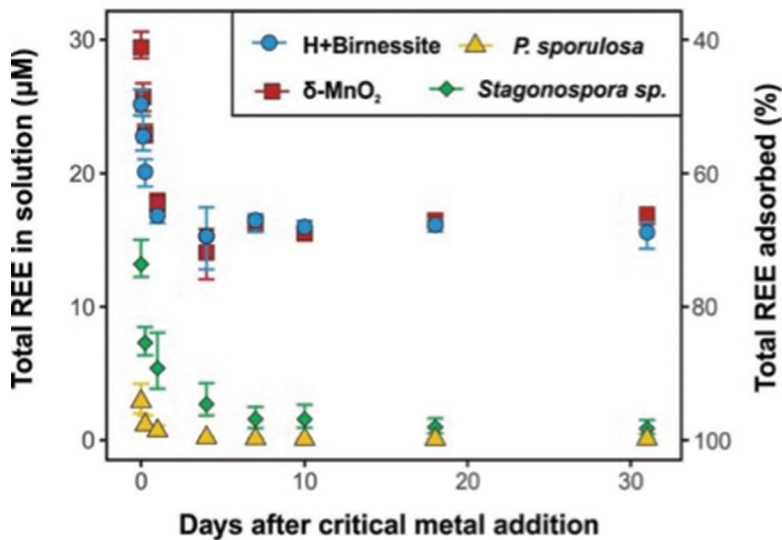 H+Birnessite P. sporulosa
δ-MnO₂ Stagonospora sp.
Total REE in solution (μM)
30
20
10
0
40
60
80
100
Total REE adsorbed (%)
0 10 20 30
Days after critical metal addition